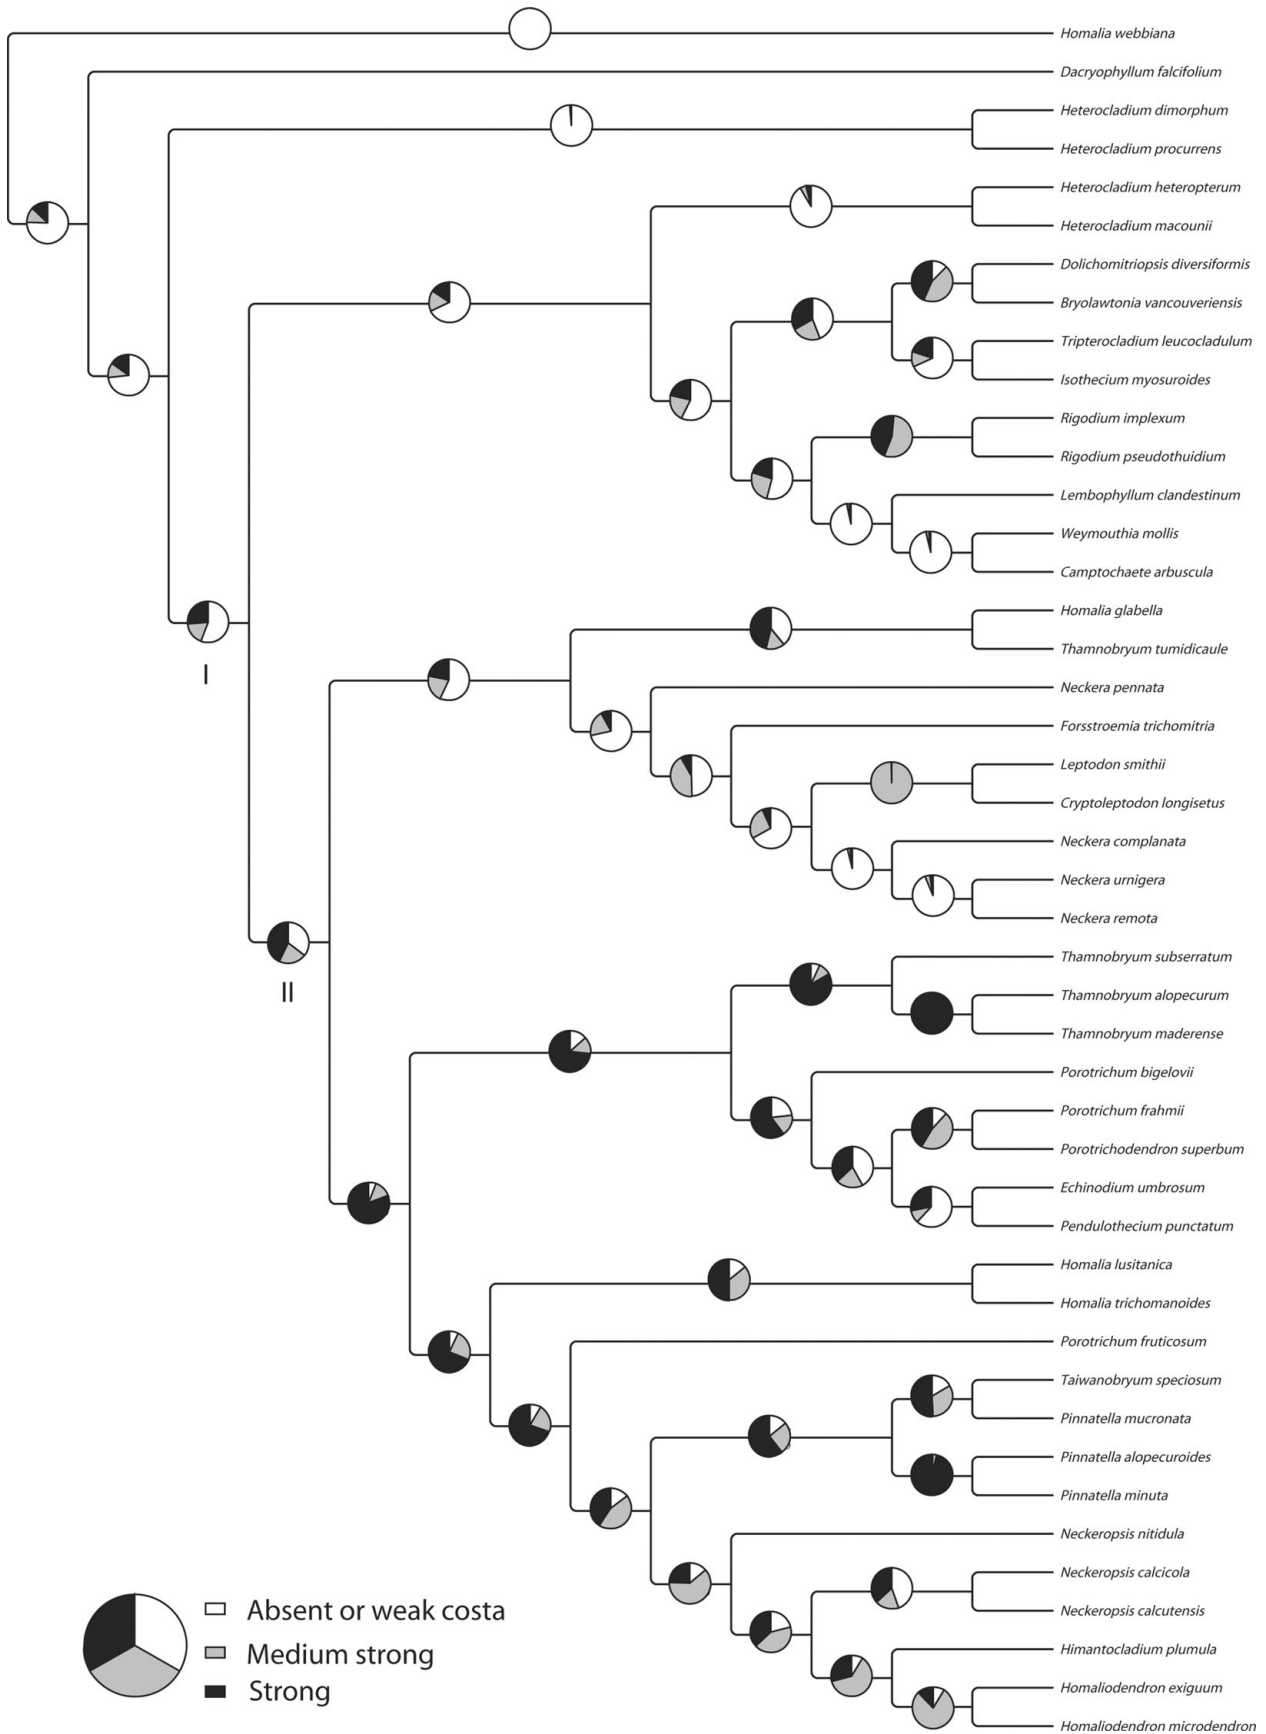 Homalia webbiana
Dacryophyllum falcifolium
Heterocladium dimorphum
Heterocladium procurrens
Heterocladium heteropterum
Heterocladium macounii
Dolichomitriopsis diversiformis
Bryolawtonia vancouveriensis
Tripterocladium leucocladulum
Isothecium myosuroides
Rigodium implexum
Rigodium pseudothuidium
Lembophyllum clandestinum
Weymouthia mollis
Camptochaete arbuscula
Homalia glabella
Thamnobryum tumidicaule
I
Neckera pennata
Forsstroemia trichomitria
Leptodon smithii
Cryptoleptodon longisetus
Neckera complanata
Neckera urnigera
Neckera remota
Thamnobryum subserratum
II
Thamnobryum alopecurum
Thamnobryum maderense
Porotrichum bigelovii
Porotrichum frahmii
Porotrichodendron superbum
Echinodium umbrosum
Pendulothecium punctatum
Homalia lusitanica
Homalia trichomanoides
Porotrichum fruticosum
Taiwanobryum speciosum
Pinnatella mucronata
Pinnatella alopecuroides
Pinnatella minuta
Neckeropsis nitidula
Neckeropsis calcicola
Neckeropsis calcutensis
Himantocladium plumula
Homaliodendron exiguum
Homaliodendron microdendron
Absent or weak costa
Medium strong
Strong